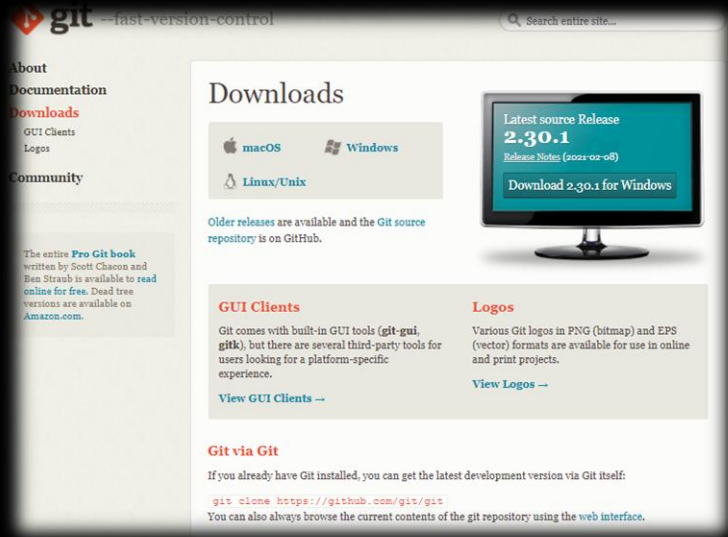 git --fast-version-control
Search entire site...
About
Documentation
Downloads
GUI Clients
Logos
Community
The entire Pro Git book
written by Scott Chacon and
Ben Straub is available to read
online for free. Dead tree
versions are available on
Amazon.com.
Downloads
macOS
Windows
Linux/Unix
Older releases are available and the Git source
repository is on GitHub.
Latest source Release
2.30.1
Release Notes (2021-02-08)
Download 2.30.1 for Windows
GUI Clients
Git comes with built-in GUI tools (git-gui,
gitk), but there are several third-party tools for
users looking for a platform-specific
experience.
View GUI Clients →
Logos
Various Git logos in PNG (bitmap) and EPS
(vector) formats are available for use in online
and print projects.
View Logos →
Git via Git
If you already have Git installed, you can get the latest development version via Git itself:
git clone https://github.com/git/git
You can also always browse the current contents of the git repository using the web interface.